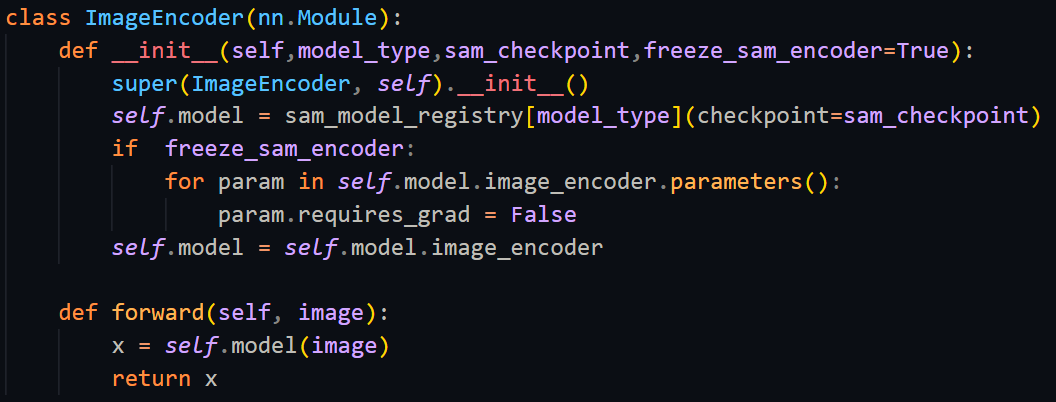 class ImageEncoder(nn.Module):
    def __init__(self,model_type,sam_checkpoint,freeze_sam_encoder=True):
        super(ImageEncoder, self).__init__()
        self.model = sam_model_registry[model_type](checkpoint=sam_checkpoint)
        if  freeze_sam_encoder:
            for param in self.model.image_encoder.parameters():
                param.requires_grad = False
        self.model = self.model.image_encoder

    def forward(self, image):
        x = self.model(image)
        return x